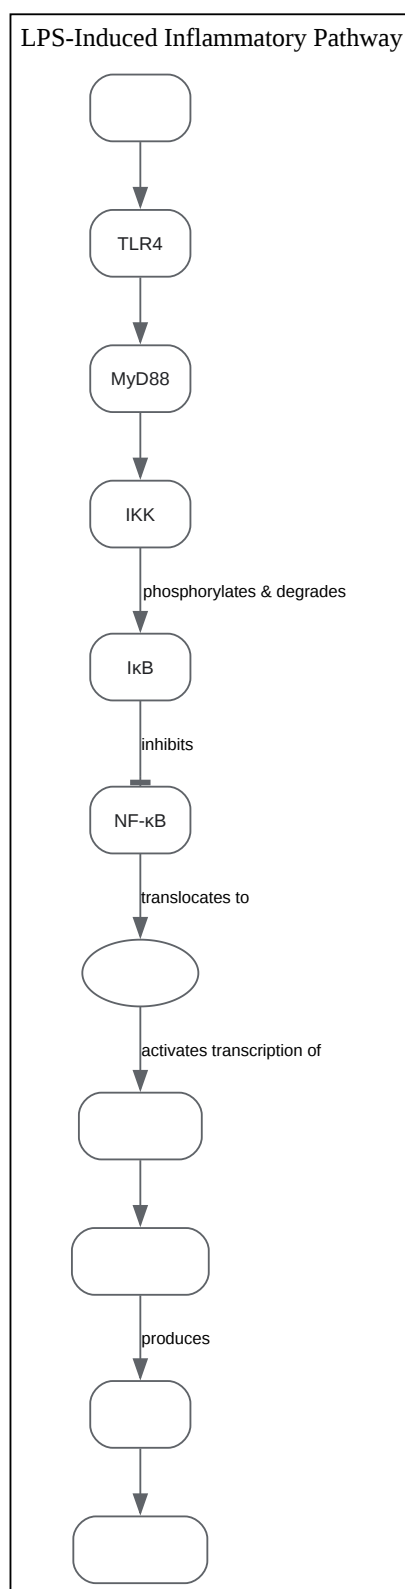 LPS-Induced Inflammatory Pathway
TLR4
MyD88
IKK
phosphorylates & degrades
IκB
inhibits
NF-κB
translocates to
activates transcription of
produces